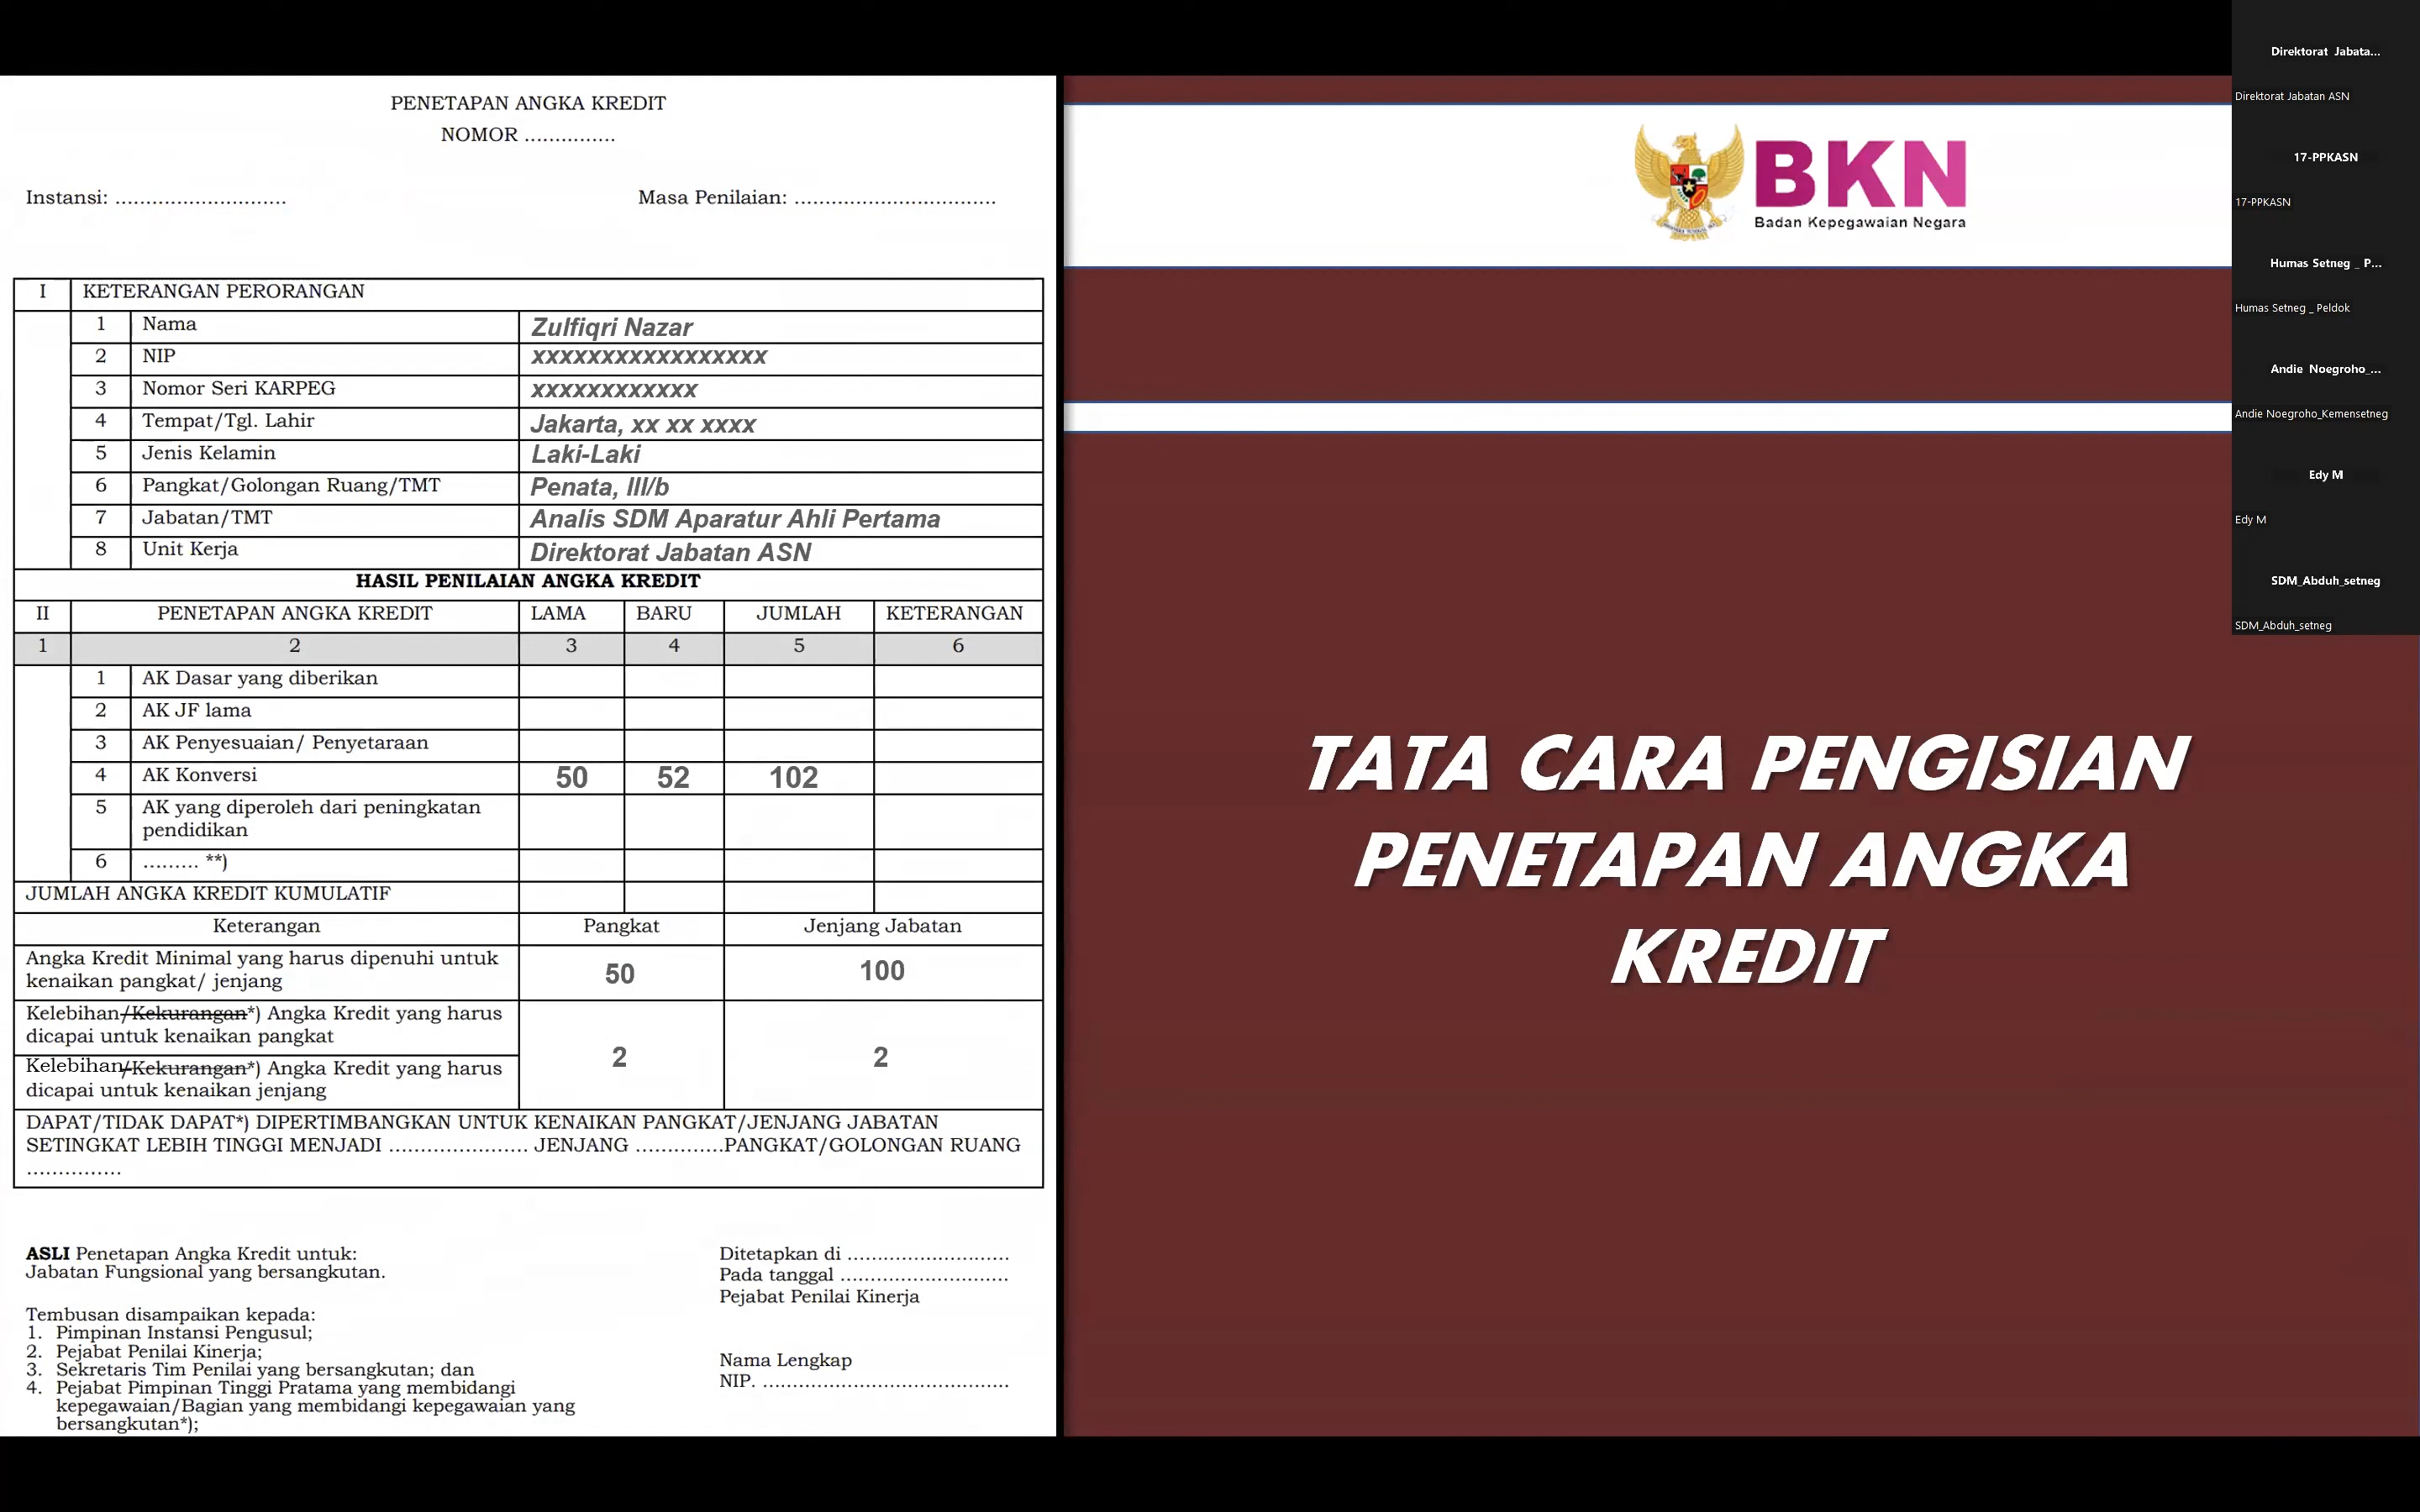 PENETAPAN ANGKA KREDIT
NOMOR ...............
Instansi: ............................
Masa Penilaian: .................................
I KETERANGAN PERORANGAN
1 Nama Zulfiqri Nazar
2 NIP xxxxxxxxxxxxxxxxx
3 Nomor Seri KARPEG xxxxxxxxxxxx
4 Tempat/Tgl. Lahir Jakarta, xx xx xxxx
5 Jenis Kelamin Laki-Laki
6 Pangkat/Golongan Ruang/TMT Penata, III/b
7 Jabatan/TMT Analis SDM Aparatur Ahli Pertama
8 Unit Kerja Direktorat Jabatan ASN
HASIL PENILAIAN ANGKA KREDIT
II PENETAPAN ANGKA KREDIT LAMA BARU JUMLAH KETERANGAN
1 2 3 4 5 6
1 AK Dasar yang diberikan
2 AK JF lama
3 AK Penyesuaian/ Penyetaraan
4 AK Konversi 50 52 102
5 AK yang diperoleh dari peningkatan
pendidikan
6 ......... **)
JUMLAH ANGKA KREDIT KUMULATIF
Keterangan Pangkat Jenjang Jabatan
Angka Kredit Minimal yang harus dipenuhi untuk
kenaikan pangkat/ jenjang 50 100
Kelebihan/Kekurangan*) Angka Kredit yang harus
dicapai untuk kenaikan pangkat
2 2
Kelebihan/Kekurangan*) Angka Kredit yang harus
dicapai untuk kenaikan jenjang
DAPAT/TIDAK DAPAT*) DIPERTIMBANGKAN UNTUK KENAIKAN PANGKAT/JENJANG JABATAN
SETINGKAT LEBIH TINGGI MENJADI ....................... JENJANG ..............PANGKAT/GOLONGAN RUANG
................
ASLI Penetapan Angka Kredit untuk:
Jabatan Fungsional yang bersangkutan.
Tembusan disampaikan kepada:
1. Pimpinan Instansi Pengusul;
2. Pejabat Penilai Kinerja;
3. Sekretaris Tim Penilai yang bersangkutan; dan
4. Pejabat Pimpinan Tinggi Pratama yang membidangi
kepegawaian/Bagian yang membidangi kepegawaian yang
bersangkutan*);
Ditetapkan di ...........................
Pada tanggal ............................
Pejabat Penilai Kinerja
Nama Lengkap
NIP. .........................................
BKN
Badan Kepegawaian Negara
TATA CARA PENGISIAN
PENETAPAN ANGKA
KREDIT
Direktorat Jabata...
Direktorat Jabatan ASN
17-PPKASN
17-PPKASN
Humas Setneg _ P...
Humas Setneg _ Peldok
Andie Noegroho_...
Andie Noegroho_Kemensetneg
Edy M
Edy M
SDM_Abduh_setneg
SDM_Abduh_setneg